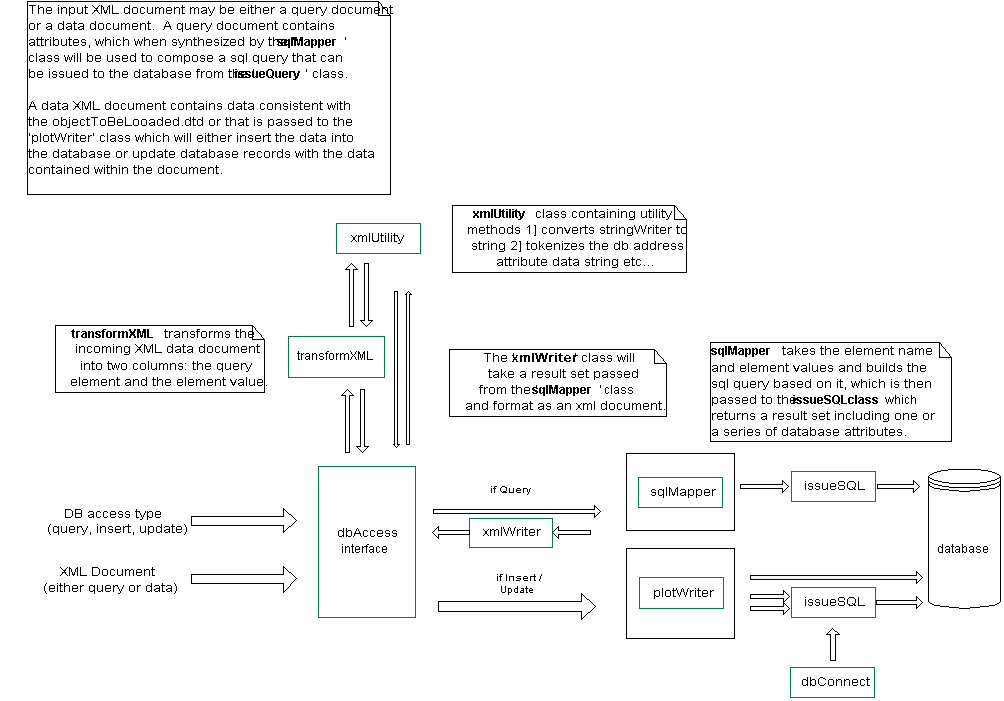 The input XML document may be either a query document
or a data document. A query document contains
attributes, which when synthesized by the sqlMapper '
class will be used to compose a sql query that can
be issued to the database from the issueQuery ' class.
A data XML document contains data consistent with
the objectToBeLooaded.dtd or that is passed to the
'plotWriter' class which will either insert the data into
the database or update database records with the data
contained within the document.
xmlUtility
xmlUtility class containing utility
methods 1] converts stringWriter to
string 2] tokenizes the db address
attribute data string etc...
transformXML transforms the
incoming XML data document
into two columns: the query
element and the element value.
transformXML
The xmlWriter class will
take a result set passed
from the sqlMapper ' class
and format as an xml document.
sqlMapper takes the element name
and element values and builds the
sql query based on it, which is then
passed to the issueSQLclass which
returns a result set including one or
a series of database attributes.
DB access type
(query, insert, update)
XML Document
(either query or data)
dbAccess
interface
if Query
xmlWriter
if Insert /
Update
sqlMapper
issueSQL
plotWriter
issueSQL
database
dbConnect